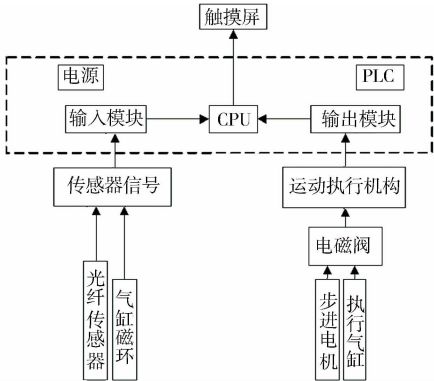 触摸屏
电源
PLC
输入模块
CPU
输出模块
传感器信号
运动执行机构
电磁阀
光纤传感器
气缸磁环
步进电机
执行气缸